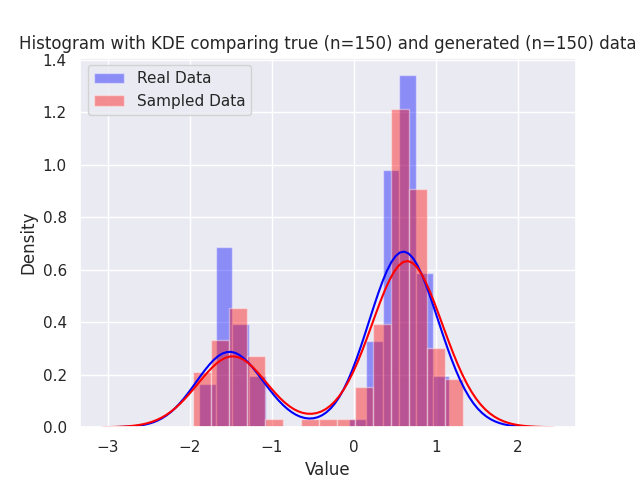 Histogram with KDE comparing true (n=150) and generated (n=150) data
Real Data
Sampled Data
Density
1.4
1.2
1.0
0.8
0.6
0.4
0.2
0.0
−3 −2 −1 0 1 2
Value